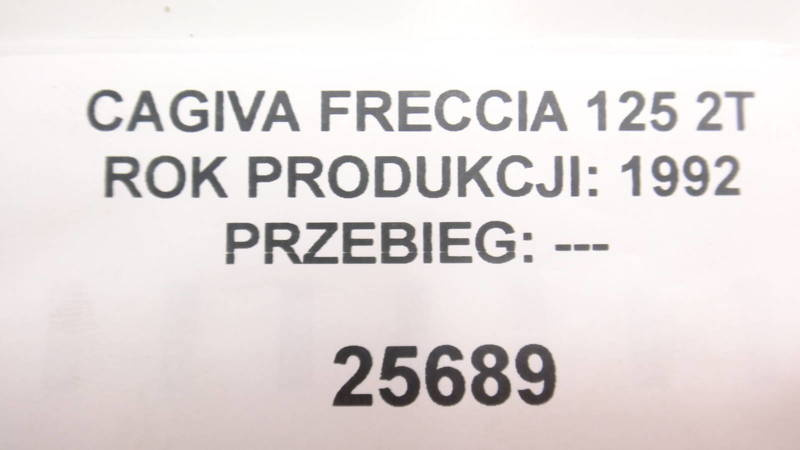 CAGIVA FRECCIA 125 2T
ROK PRODUKCJI: 1992
PRZEBIEG: ---
25689